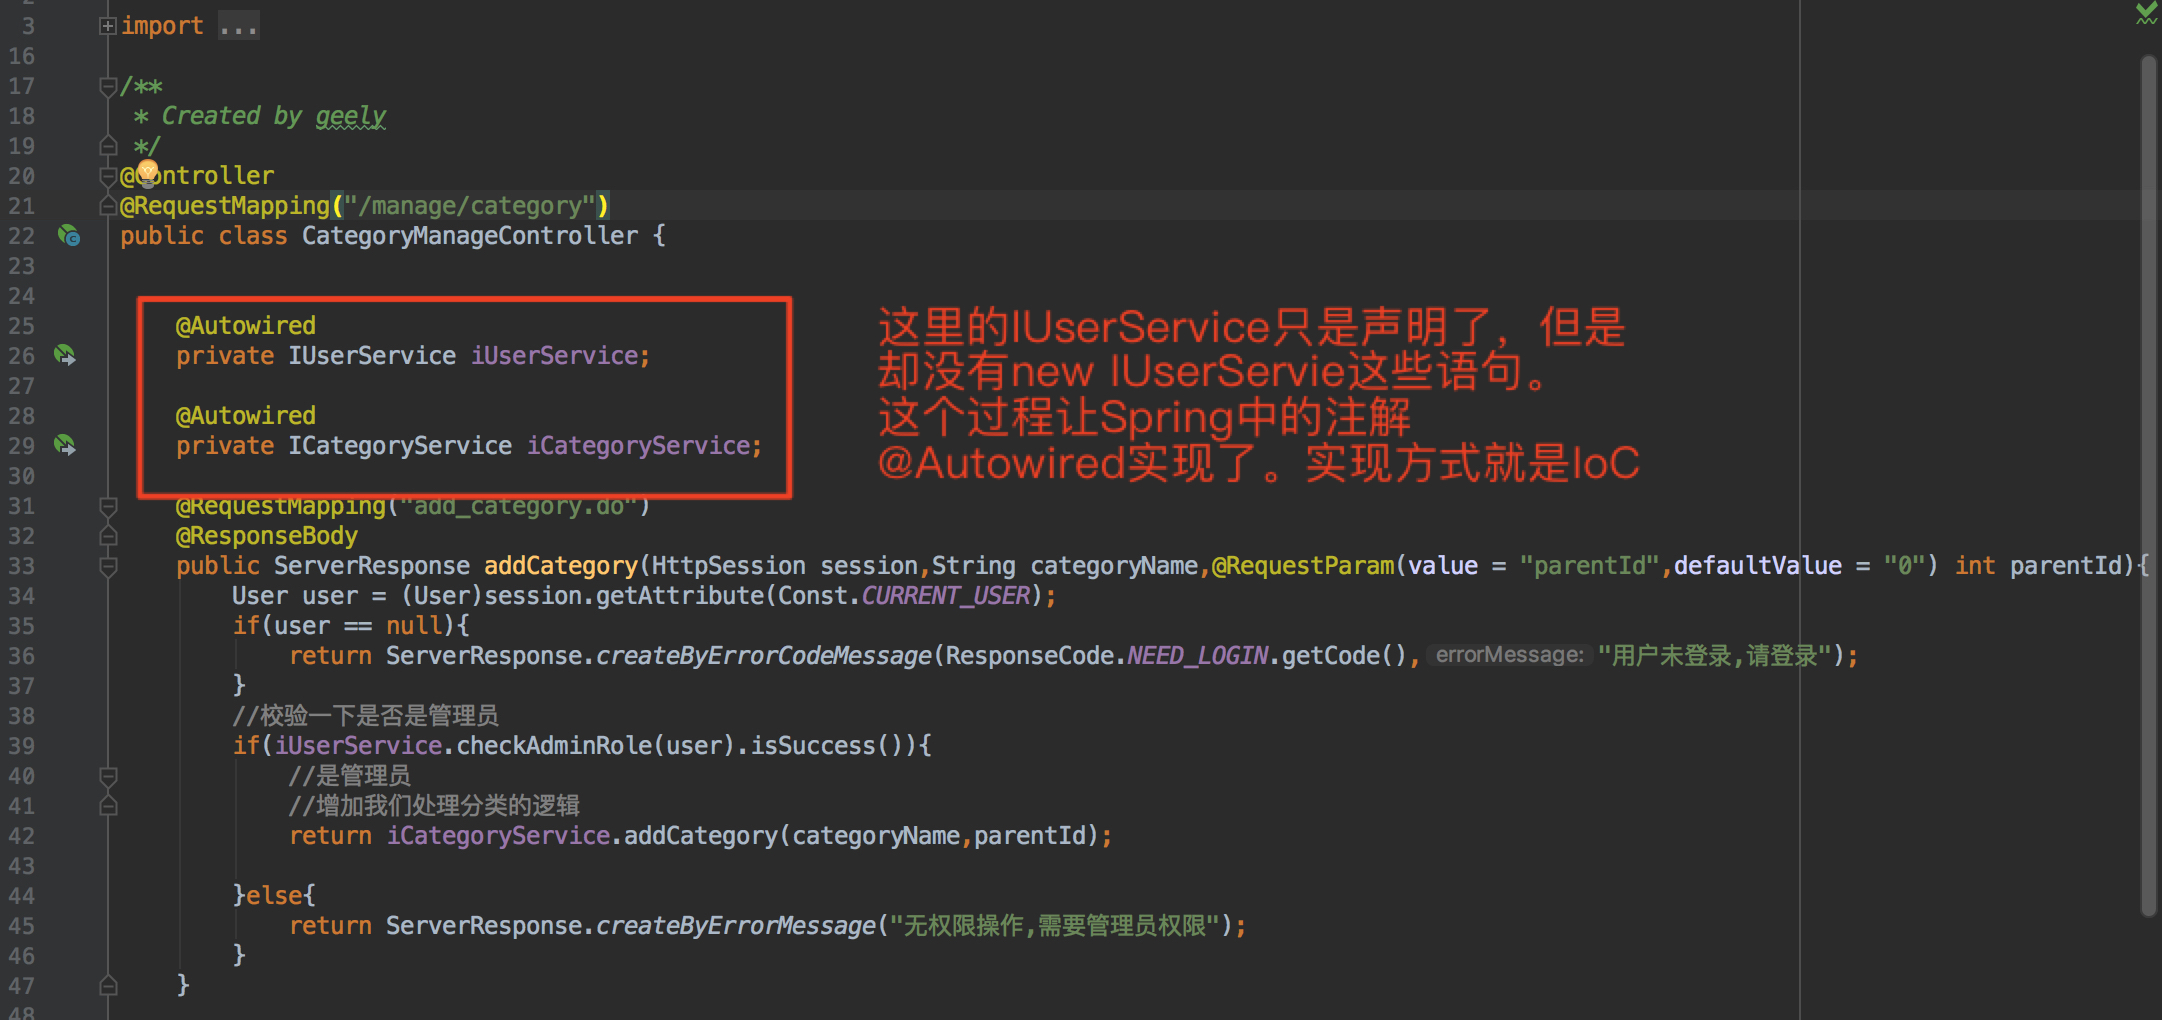 3 import ...
16
17 /**
18 * Created by geely
19 */
20 @Controller
21 @RequestMapping("/manage/category")
22 public class CategoryManageController {
23
24
25 @Autowired
26 private IUserService iUserService;
27
28 @Autowired
29 private ICategoryService iCategoryService;
30
这里的IUserService只是声明了，但是
却没有new IUserServie这些语句。
这个过程让Spring中的注解
@Autowired实现了。实现方式就是IoC
31 @RequestMapping("add_category.do")
32 @ResponseBody
33 public ServerResponse addCategory(HttpSession session,String categoryName,@RequestParam(value = "parentId",defaultValue = "0") int parentId){
34 User user = (User)session.getAttribute(Const.CURRENT_USER);
35 if(user == null){
36 return ServerResponse.createByErrorCodeMessage(ResponseCode.NEED_LOGIN.getCode(), errorMessage: "用户未登录,请登录");
37 }
38 //校验一下是否是管理员
39 if(iUserService.checkAdminRole(user).isSuccess()){
40 //是管理员
41 //增加我们处理分类的逻辑
42 return iCategoryService.addCategory(categoryName,parentId);
43
44 }else{
45 return ServerResponse.createByErrorMessage("无权限操作,需要管理员权限");
46 }
47 }
48